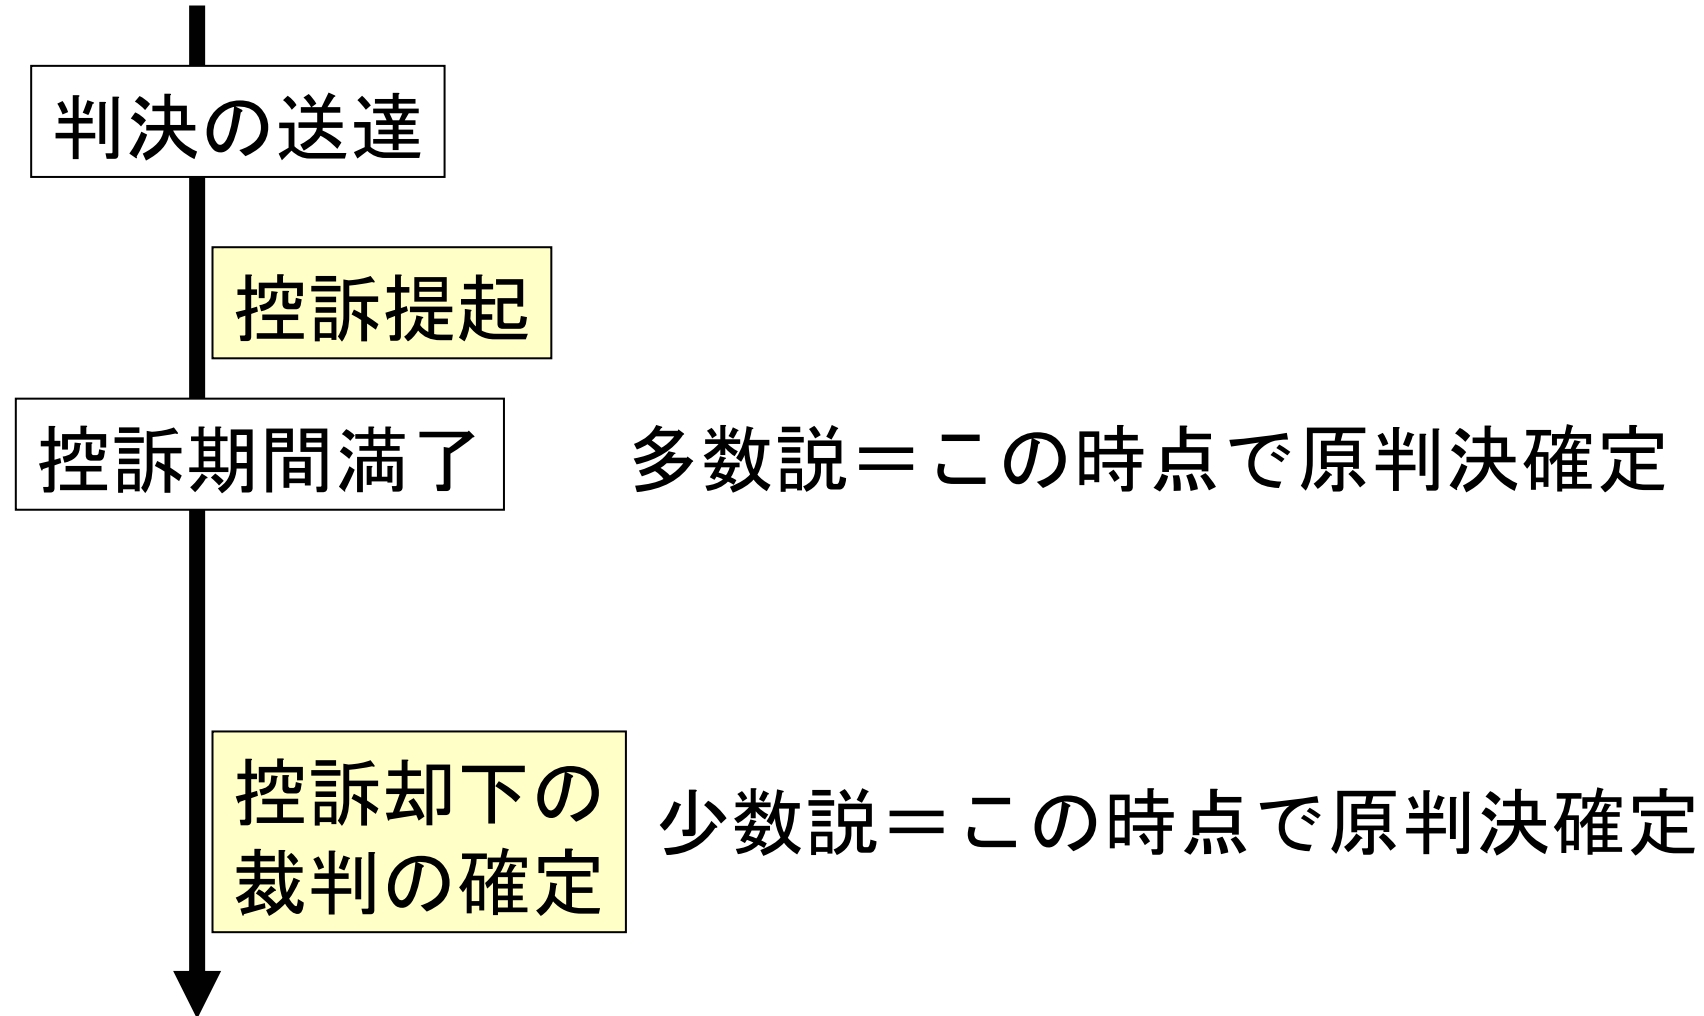 判決の送達
控訴提起
控訴期間満了
多数説＝この時点で原判決確定
控訴却下の
裁判の確定
少数説＝この時点で原判決確定